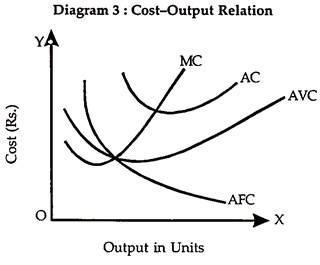 Diagram 3 : Cost–Output Relation
Y
MC
AC
AVC
Cost (Rs.)
AFC
O
X
Output in Units